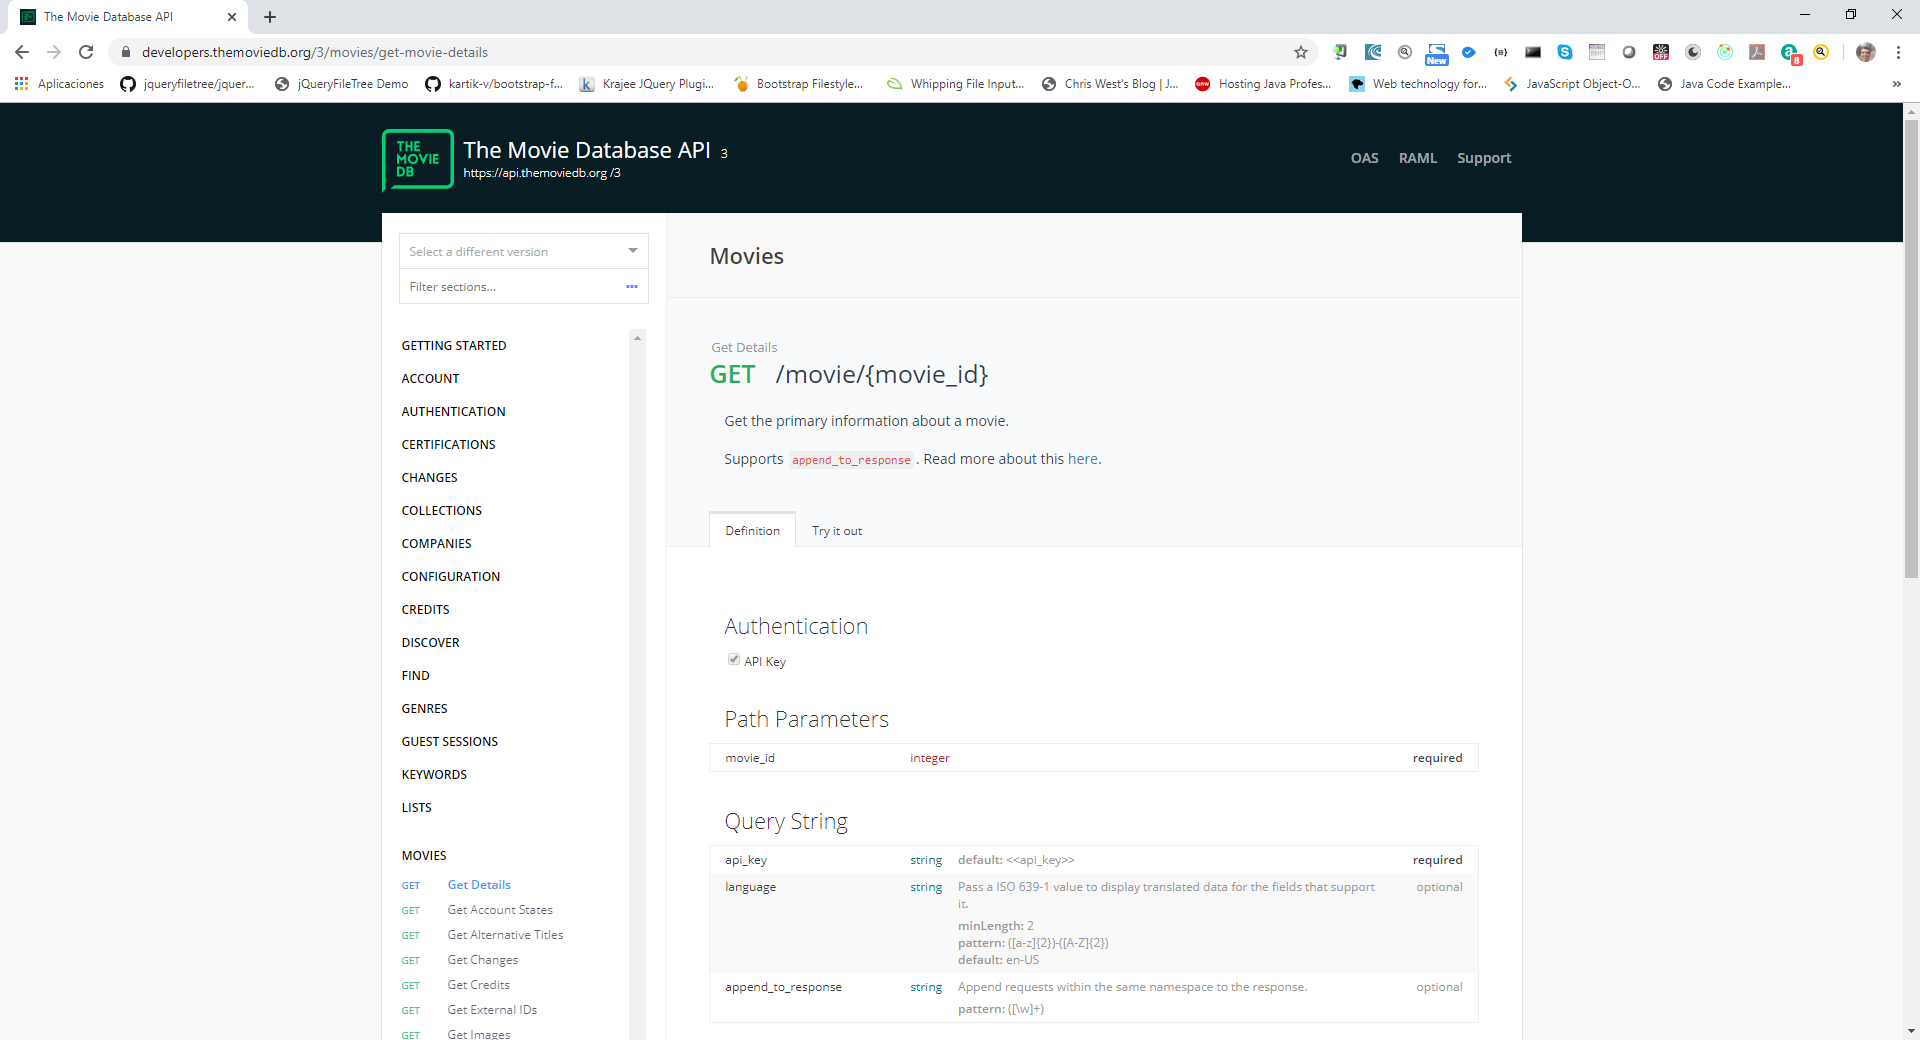 The Movie Database API
developers.themoviedb.org/3/movies/get-movie-details
New
OFF
8
Aplicaciones
jqueryfiletree/jquer...
jQueryFileTree Demo
kartik-v/bootstrap-f...
Krajee JQuery Plugi...
Bootstrap Filestyle...
Whipping File Input...
Chris West's Blog | J...
Hosting Java Profes...
Web technology for...
JavaScript Object-O...
Java Code Example...
THE
MOVIE
DB
The Movie Database API 3
https://api.themoviedb.org /3
OAS RAML Support
Select a different version
Filter sections...
GETTING STARTED
ACCOUNT
AUTHENTICATION
CERTIFICATIONS
CHANGES
COLLECTIONS
COMPANIES
CONFIGURATION
CREDITS
DISCOVER
FIND
GENRES
GUEST SESSIONS
KEYWORDS
LISTS
MOVIES
GET Get Details
GET Get Account States
GET Get Alternative Titles
GET Get Changes
GET Get Credits
GET Get External IDs
GET Get Images
Movies
Get Details
GET /movie/{movie_id}
Get the primary information about a movie.
Supports append_to_response . Read more about this here.
Definition Try it out
Authentication
API Key
Path Parameters
movie_id integer required
Query String
api_key string default: <<api_key>> required
language string Pass a ISO 639-1 value to display translated data for the fields that support optional
it.
minLength: 2
pattern: ([a-z]{2})-([A-Z]{2})
default: en-US
append_to_response string Append requests within the same namespace to the response. optional
pattern: ([\w]+)